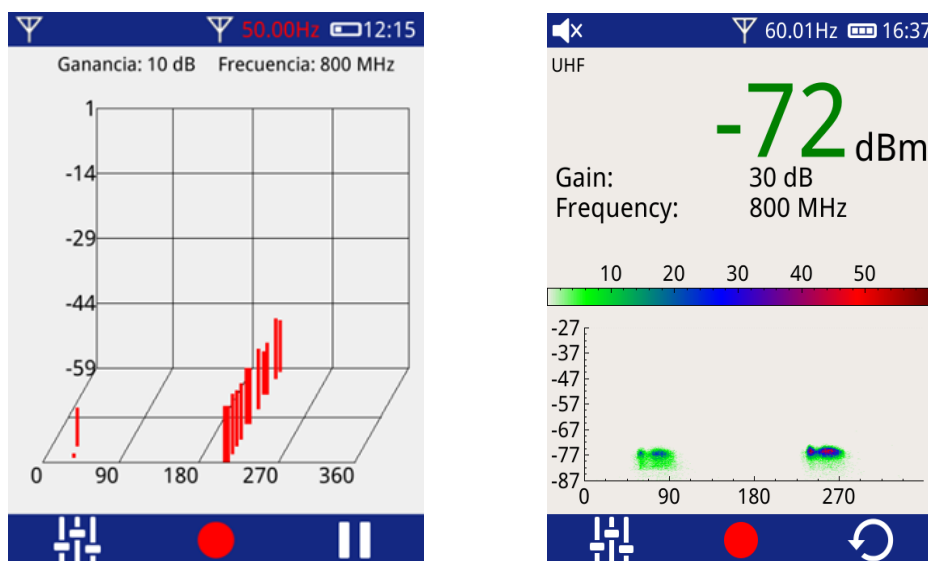 50.00Hz 12:15
Ganancia: 10 dB Frecuencia: 800 MHz
1
-14
-29
-44
-59
0 90 180 270 360
60.01Hz 16:37
UHF
-72 dBm
Gain: 30 dB
Frequency: 800 MHz
10 20 30 40 50
-27
-37
-47
-57
-67
-77
-87
0 90 180 270